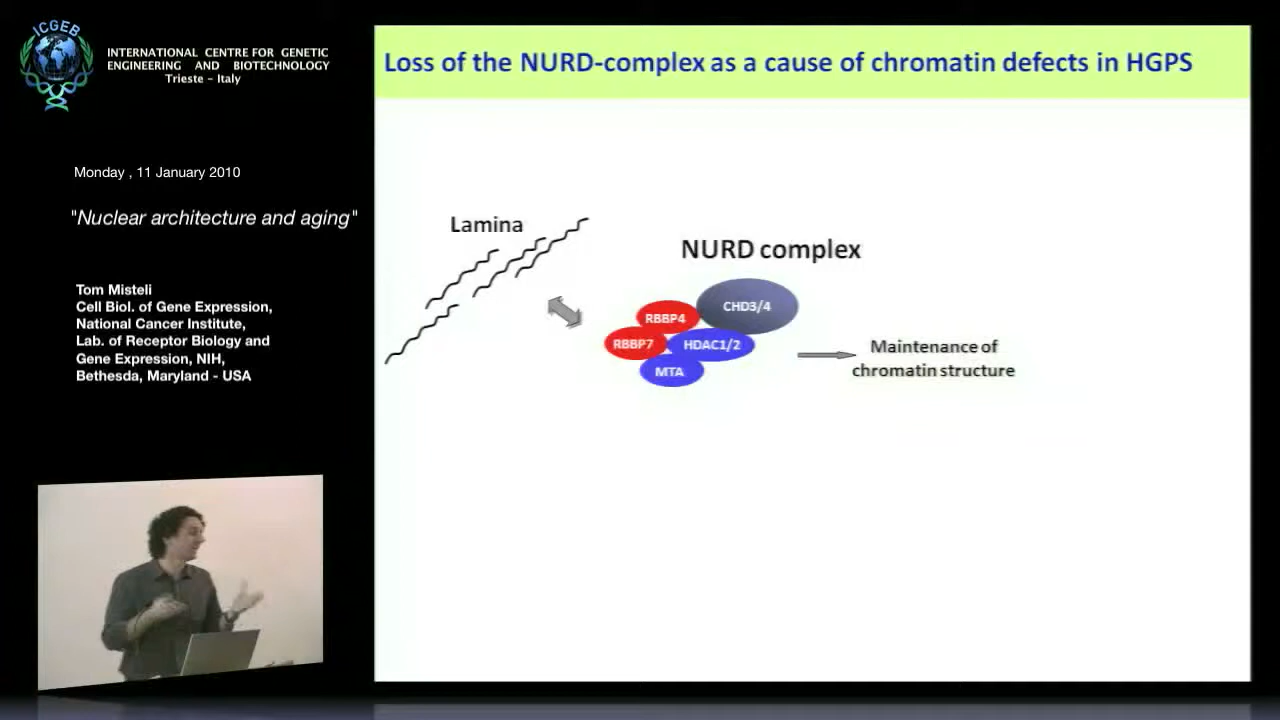 ICGEB
INTERNATIONAL CENTRE FOR GENETIC
ENGINEERING AND BIOTECHNOLOGY
Trieste - Italy
Monday , 11 January 2010
"Nuclear architecture and aging"
Tom Misteli
Cell Biol. of Gene Expression,
National Cancer Institute,
Lab. of Receptor Biology and
Gene Expression, NIH,
Bethesda, Maryland - USA
Loss of the NURD-complex as a cause of chromatin defects in HGPS
Lamina
NURD complex
CHD3/4
RBBP4
RBBP7
HDAC1/2
MTA
Maintenance of
chromatin structure